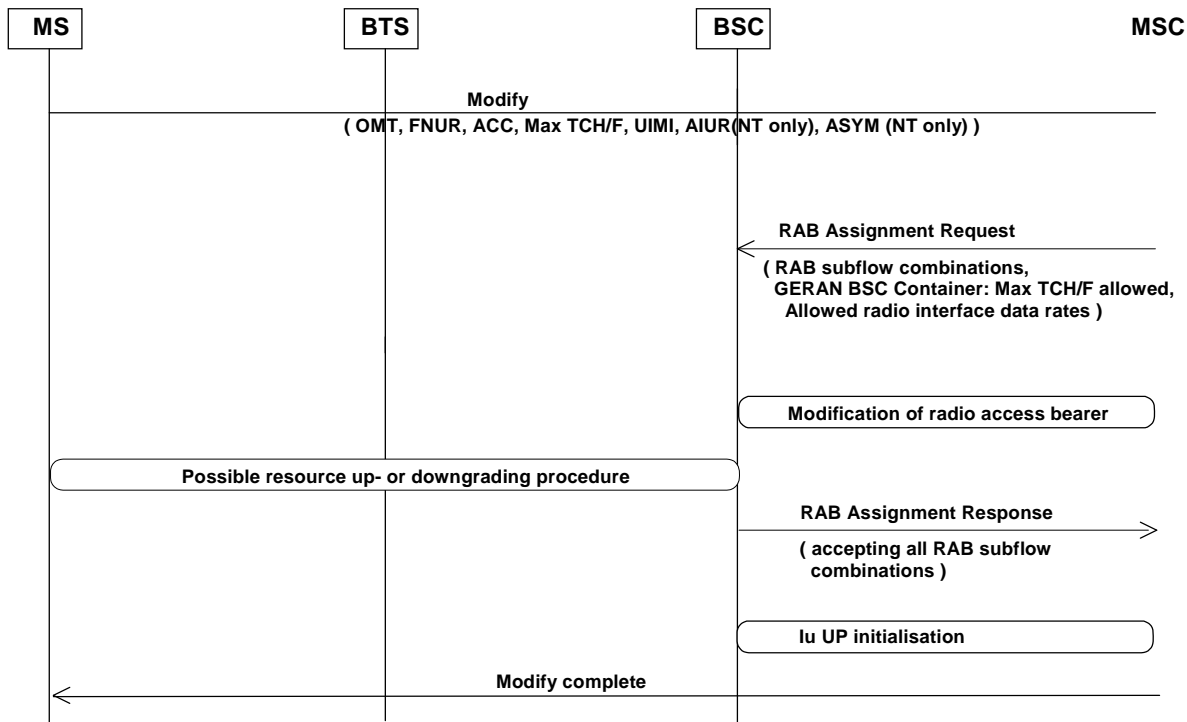 MS BTS BSC MSC
Modify
( OMT, FNUR, ACC, Max TCH/F, UIMI, AIUR(NT only), ASYM (NT only) )
RAB Assignment Request
( RAB subflow combinations,
GERAN BSC Container: Max TCH/F allowed,
Allowed radio interface data rates )
Modification of radio access bearer
Possible resource up- or downgrading procedure
RAB Assignment Response
( accepting all RAB subflow
combinations )
Iu UP initialisation
Modify complete